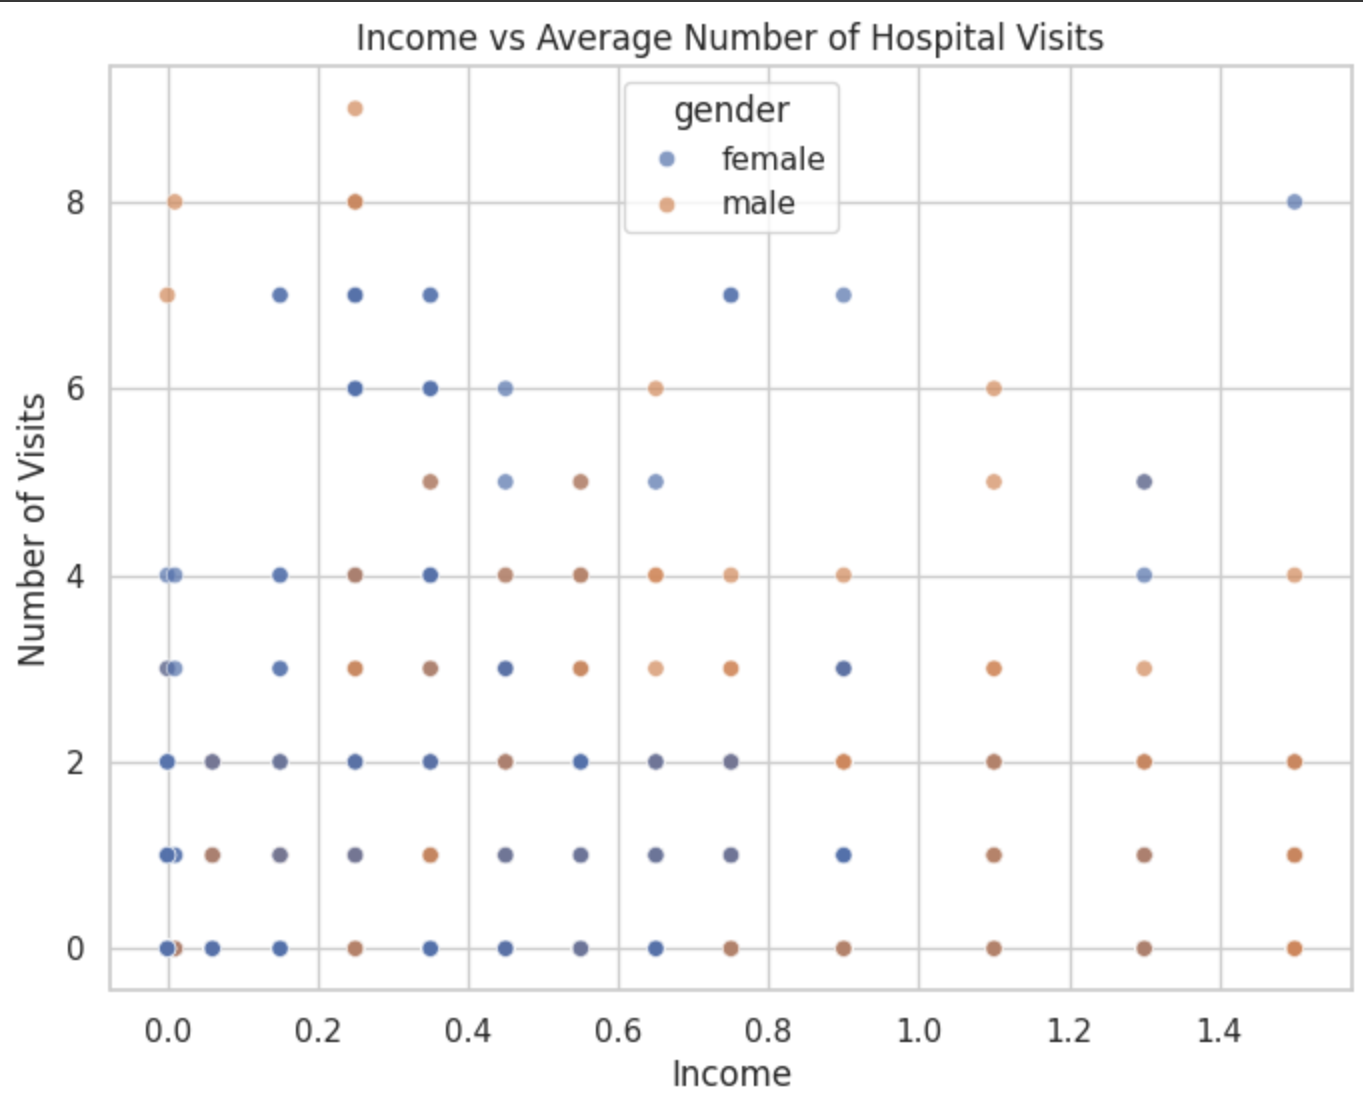 Income vs Average Number of Hospital Visits
gender
female
male
Number of Visits
8
6
4
2
0
0.0 0.2 0.4 0.6 0.8 1.0 1.2 1.4
Income